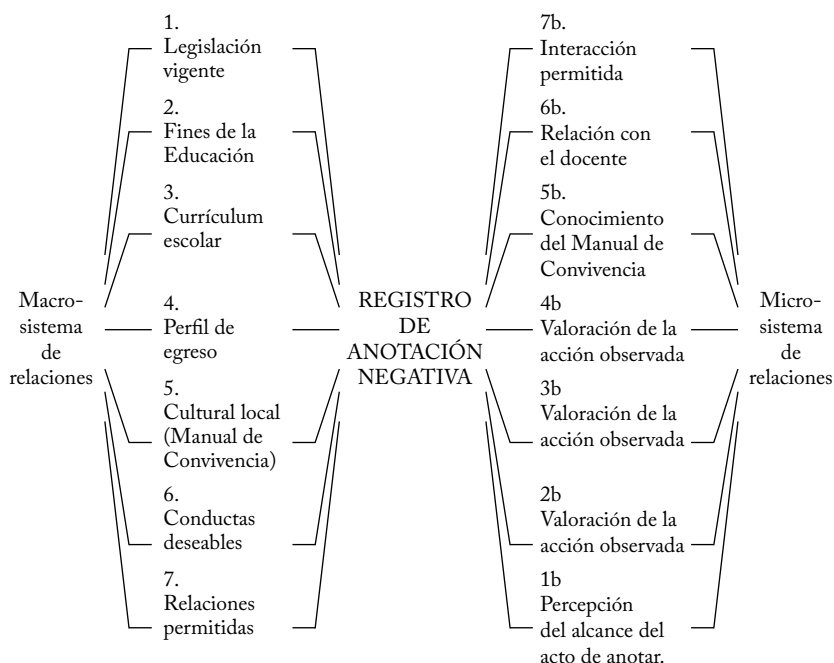 Macro-
sistema
de
relaciones
1.
Legislación
vigente
2.
Fines de la
Educación
3.
Currículum
escolar
4.
Perfil de
egreso
5.
Cultural local
(Manual de
Convivencia)
6.
Conductas
deseables
7.
Relaciones
permitidas
REGISTRO
DE
ANOTACIÓN
NEGATIVA
7b.
Interacción
permitida
6b.
Relación con
el docente
5b.
Conocimiento
del Manual de
Convivencia
4b
Valoración de la
acción observada
3b
Valoración de la
acción observada
2b
Valoración de la
acción observada
1b
Percepción
del alcance del
acto de anotar.
Micro-
sistema
de
relaciones